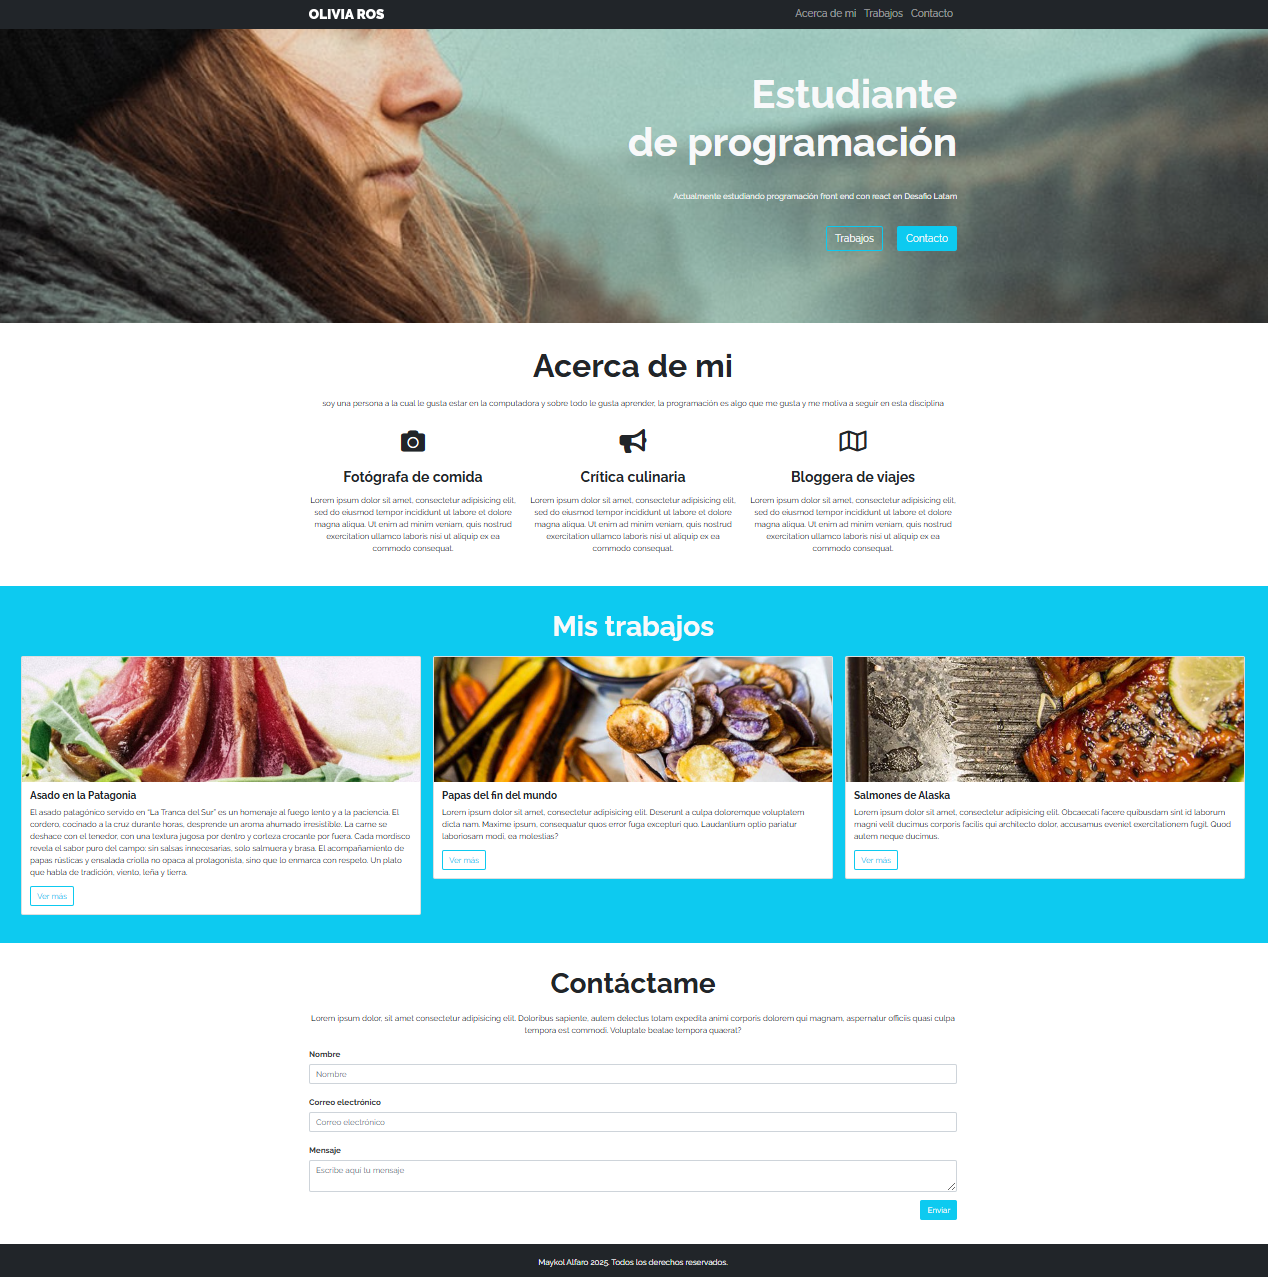 OLIVIA ROS
Acerca de mi Trabajos Contacto
Estudiante
de programación
Actualmente estudiando programación front end con react en Desafio Latam
Trabajos
Contacto
Acerca de mi
soy una persona a la cual le gusta estar en la computadora y sobre todo le gusta aprender, la programación es algo que me gusta y me motiva a seguir en esta disciplina
Fotógrafa de comida
Lorem ipsum dolor sit amet, consectetur adipisicing elit,
sed do eiusmod tempor incididunt ut labore et dolore
magna aliqua. Ut enim ad minim veniam, quis nostrud
exercitation ullamco laboris nisi ut aliquip ex ea
commodo consequat.
Crítica culinaria
Lorem ipsum dolor sit amet, consectetur adipisicing elit,
sed do eiusmod tempor incididunt ut labore et dolore
magna aliqua. Ut enim ad minim veniam, quis nostrud
exercitation ullamco laboris nisi ut aliquip ex ea
commodo consequat.
Bloggera de viajes
Lorem ipsum dolor sit amet, consectetur adipisicing elit,
sed do eiusmod tempor incididunt ut labore et dolore
magna aliqua. Ut enim ad minim veniam, quis nostrud
exercitation ullamco laboris nisi ut aliquip ex ea
commodo consequat.
Mis trabajos
Asado en la Patagonia
El asado patagónico servido en "La Tranca del Sur" es un homenaje al fuego lento y a la paciencia. El
cordero, cocinado a la cruz durante horas, desprende un aroma ahumado irresistible. La carne se
deshace con el tenedor, con una textura jugosa por dentro y corteza crocante por fuera. Cada mordisco
revela el sabor puro del campo: sin salsas innecesarias, solo salmuera y brasa. El acompañamiento de
papas rústicas y ensalada criolla no opaca al protagonista, sino que lo enmarca con respeto. Un plato
que habla de tradición, viento, leña y tierra.
Ver más
Papas del fin del mundo
Lorem ipsum dolor sit amet, consectetur adipisicing elit. Deserunt a culpa doloremque voluptatem
dicta nam. Maxime ipsum, consequatur quos error fuga excepturi quo. Laudantium optio pariatur
laboriosam modi, ea molestias?
Ver más
Salmones de Alaska
Lorem ipsum dolor sit amet, consectetur adipisicing elit. Obcaecati facere quibusdam sint id laborum
magni velit ducimus corporis facilis qui architecto dolor, accusamus eveniet exercitationem fugit. Quod
autem neque ducimus.
Ver más
Contáctame
Lorem ipsum dolor, sit amet consectetur adipisicing elit. Doloribus sapiente, autem delectus totam expedita animi corporis dolorem qui magnam, aspernatur officiis quasi culpa
tempora est commodi. Voluptate beatae tempora quaerat?
Nombre
Nombre
Correo electrónico
Correo electrónico
Mensaje
Escribe aquí tu mensaje
Enviar
Maykol Alfaro 2025. Todos los derechos reservados.